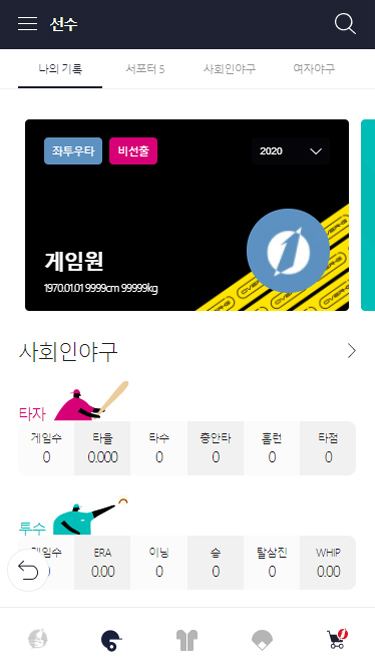 선수
나의 기록 서포터 5 사회인야구 여자야구
좌투우타 비선출 2020
게임원
1970.01.01 9999cm 99999kg
사회인야구
타자
게임수 타율 타수 총안타 홈런 타점
0 0.000 0 0 0 0
투수
게임수 ERA 이닝 승 탈삼진 WHIP
0.00 0 0 0 0.00